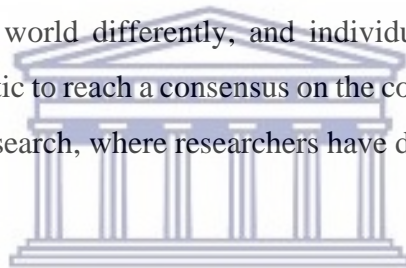 world differently, and individu
tic to reach a consensus on the co
search, where researchers have d